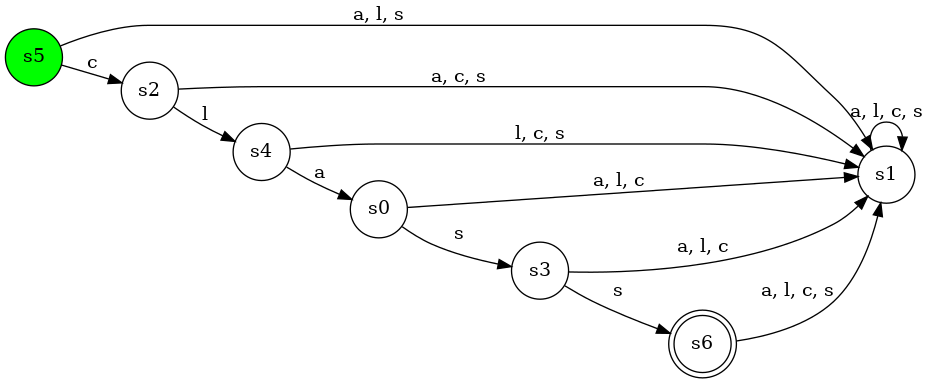 a, l, s
s5
c
s2
a, c, s
l
s4
l, c, s
a, l, c, s
a
s0
a, l, c
s1
s
s3
a, l, c
s
a, l, c, s
s6